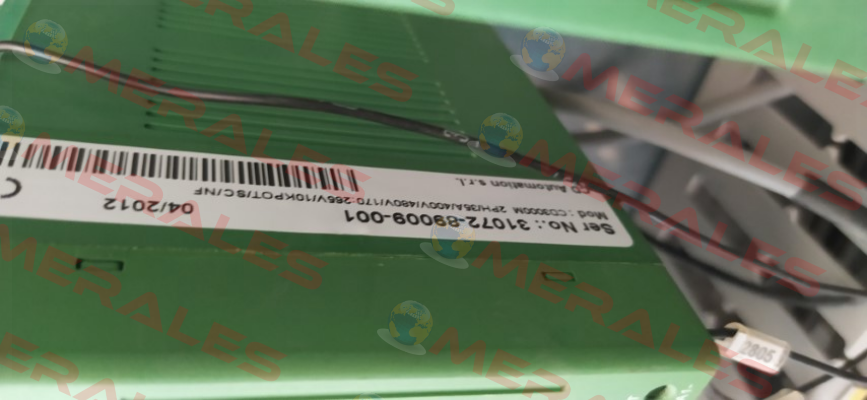 CD Automation s.r.l.
Mod : CD3000M 2PH/35A/400V/480V/170:265V/10KPOT/SC/NF
Ser No.: 31072-89009-001
04/2012
2805
OMERALES